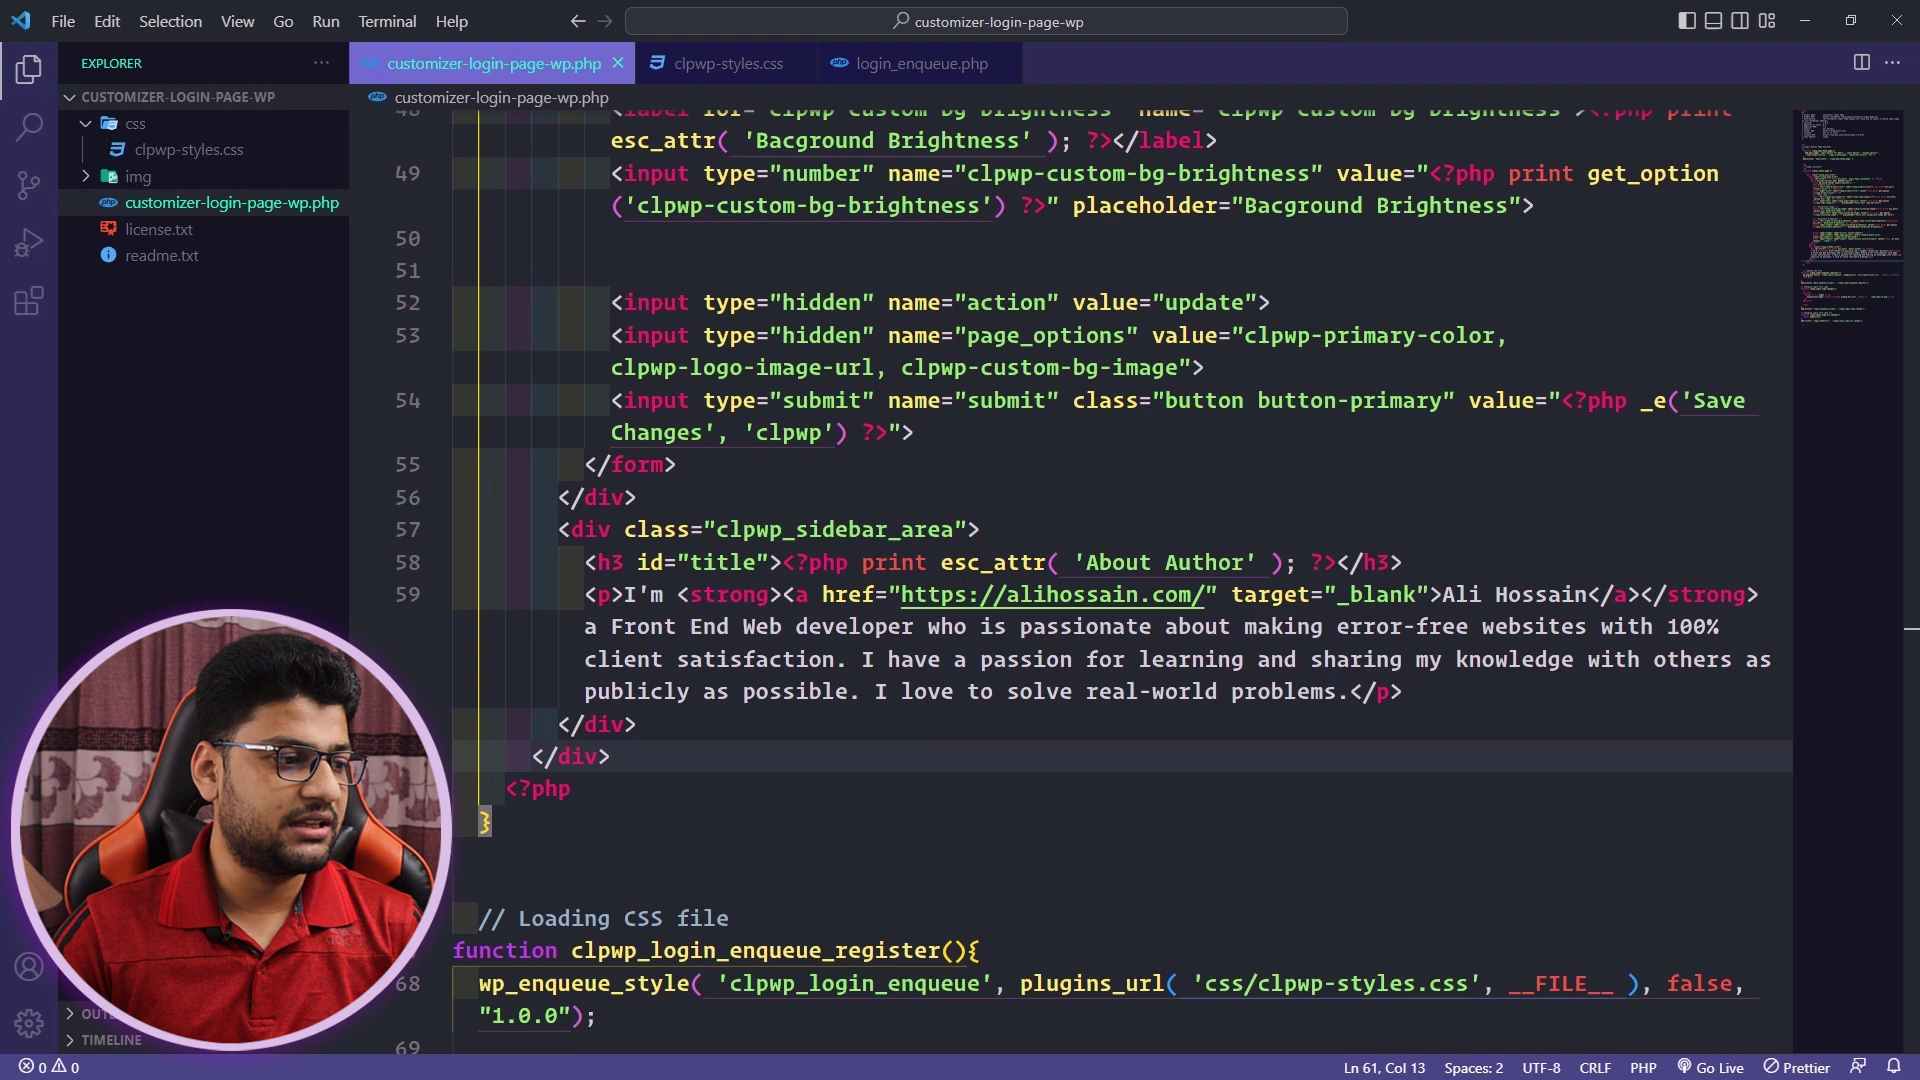 File Edit Selection View Go Run Terminal Help
customizer-login-page-wp
EXPLORER
customizer-login-page-wp.php
clpwp-styles.css
login_enqueue.php
CUSTOMIZER-LOGIN-PAGE-WP
css
clpwp-styles.css
img
customizer-login-page-wp.php
license.txt
readme.txt
OUT
TIMELINE
customizer-login-page-wp.php
esc_attr( 'Bacground Brightness' ); ?></label>
49 <input type="number" name="clpwp-custom-bg-brightness" value="<?php print get_option
('clpwp-custom-bg-brightness') ?>" placeholder="Bacground Brightness">
50
51
52 <input type="hidden" name="action" value="update">
53 <input type="hidden" name="page_options" value="clpwp-primary-color,
clpwp-logo-image-url, clpwp-custom-bg-image">
54 <input type="submit" name="submit" class="button button-primary" value="<?php _e('Save
Changes', 'clpwp') ?>">
55 </form>
56 </div>
57 <div class="clpwp_sidebar_area">
58 <h3 id="title"><?php print esc_attr( 'About Author' ); ?></h3>
59 <p>I'm <strong><a href="https://alihossain.com/" target="_blank">Ali Hossain</a></strong>
a Front End Web developer who is passionate about making error-free websites with 100%
client satisfaction. I have a passion for learning and sharing my knowledge with others as
publicly as possible. I love to solve real-world problems.</p>
</div>
</div>
<?php
}
// Loading CSS file
function clpwp_login_enqueue_register(){
68 wp_enqueue_style( 'clpwp_login_enqueue', plugins_url( 'css/clpwp-styles.css', __FILE__ ), false,
"1.0.0");
69
0 0
Ln 61, Col 13 Spaces: 2 UTF-8 CRLF PHP Go Live Prettier